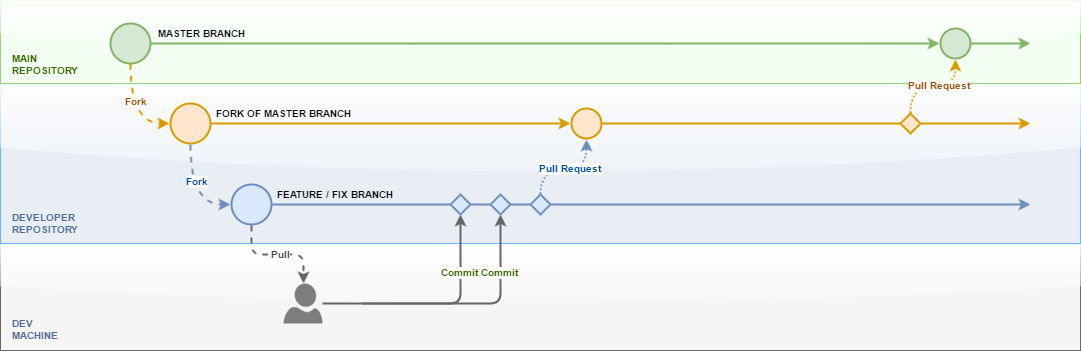 MASTER BRANCH
MAIN
REPOSITORY
Pull Request
Fork
FORK OF MASTER BRANCH
Pull Request
Fork
FEATURE / FIX BRANCH
DEVELOPER
REPOSITORY
Pull
Commit Commit
DEV
MACHINE